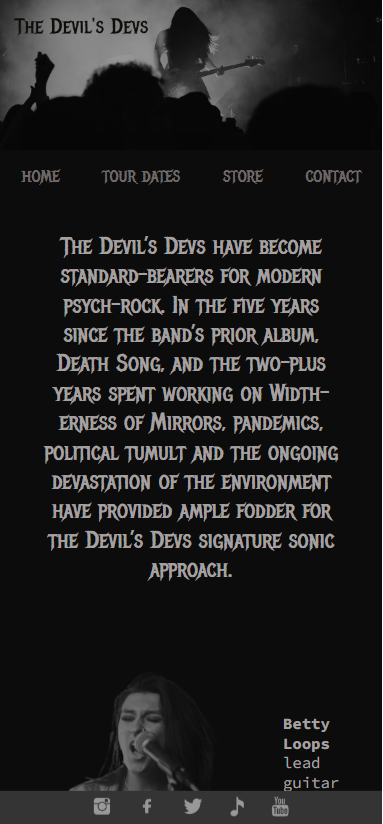 The Devil's Devs
HOME TOUR DATES STORE CONTACT
The Devil's Devs have become
standard-bearers for modern
psych-rock. In the five years
since the band's prior album,
Death Song, and the two-plus
years spent working on Width-
erness of Mirrors, pandemics,
political tumult and the ongoing
devastation of the environment
have provided ample fodder for
the Devil's Devs signature sonic
approach.
Betty
Loops
lead
guitar
You
Tube